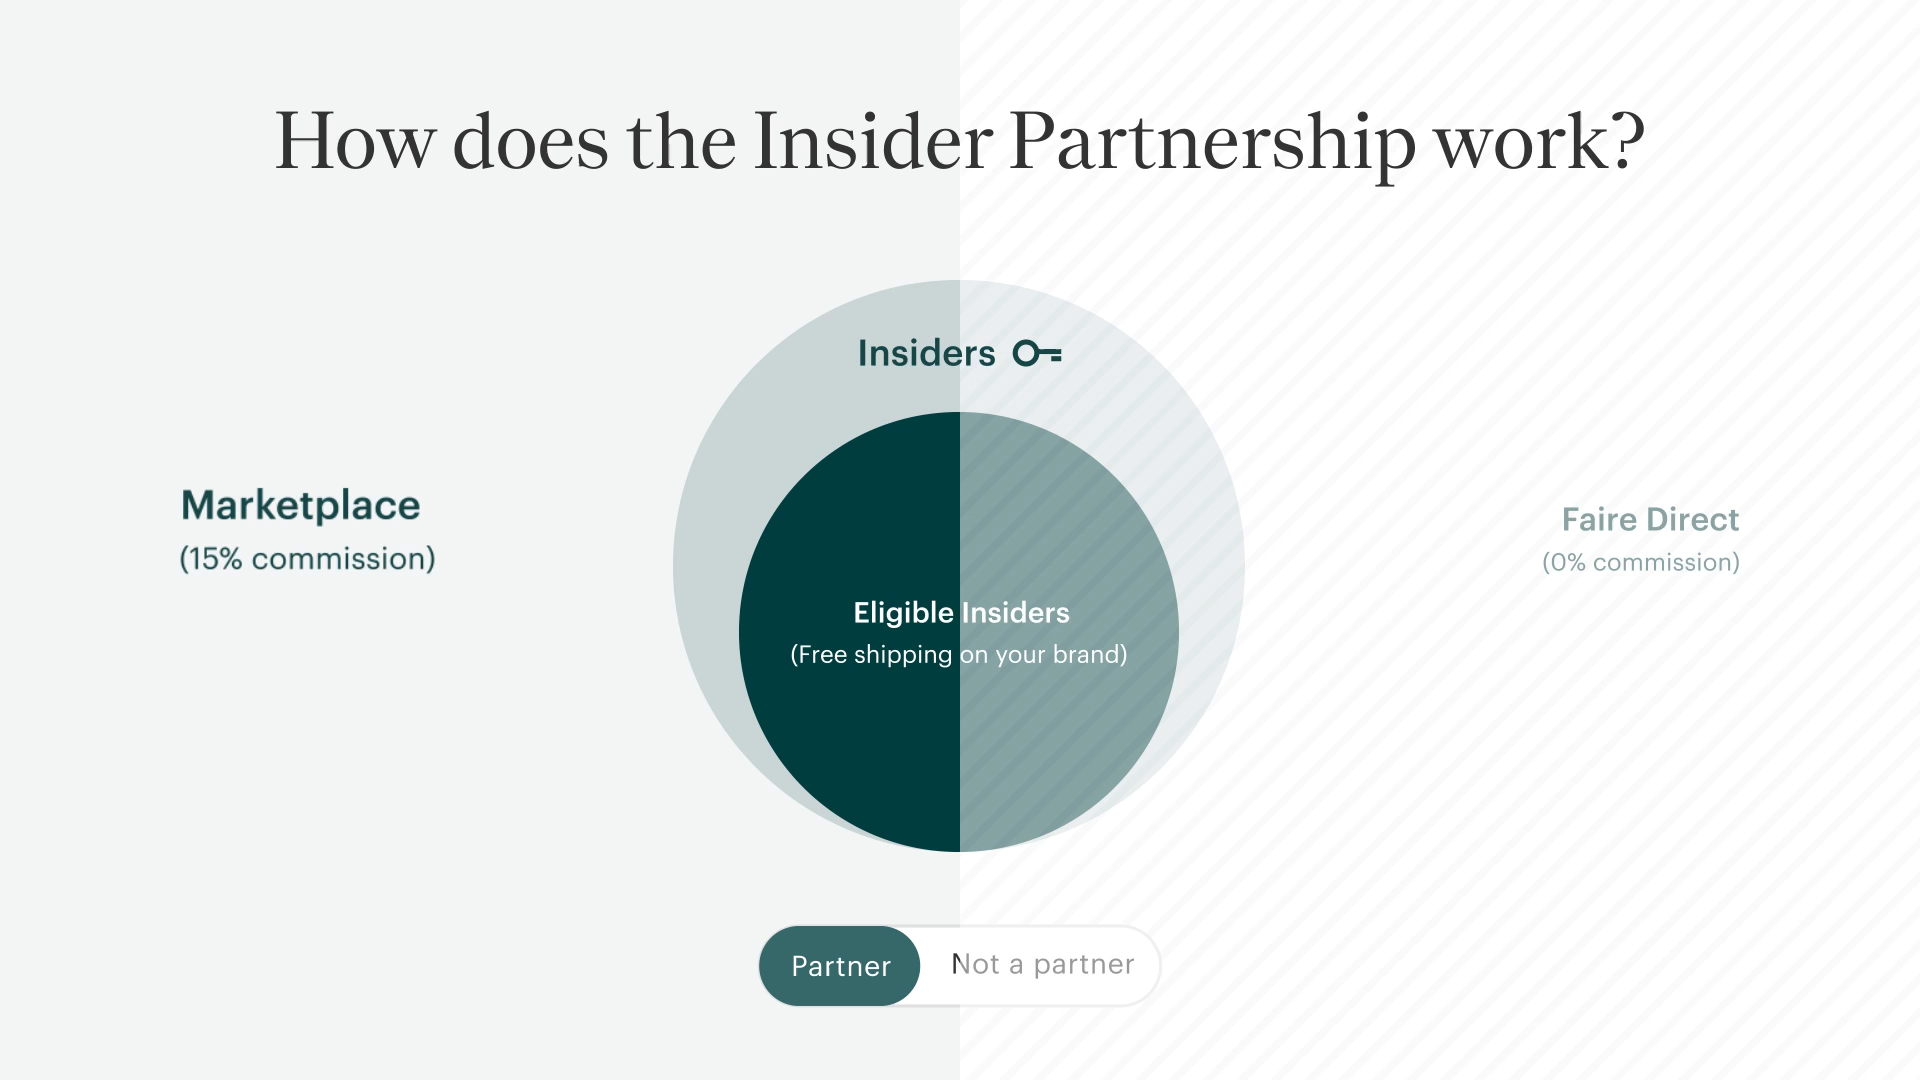 How does the Insider Partnership work?
Insiders
Marketplace
(15% commission)
Eligible Insiders
(Free shipping on your brand)
Faire Direct
(0% commission)
Partner
Not a partner